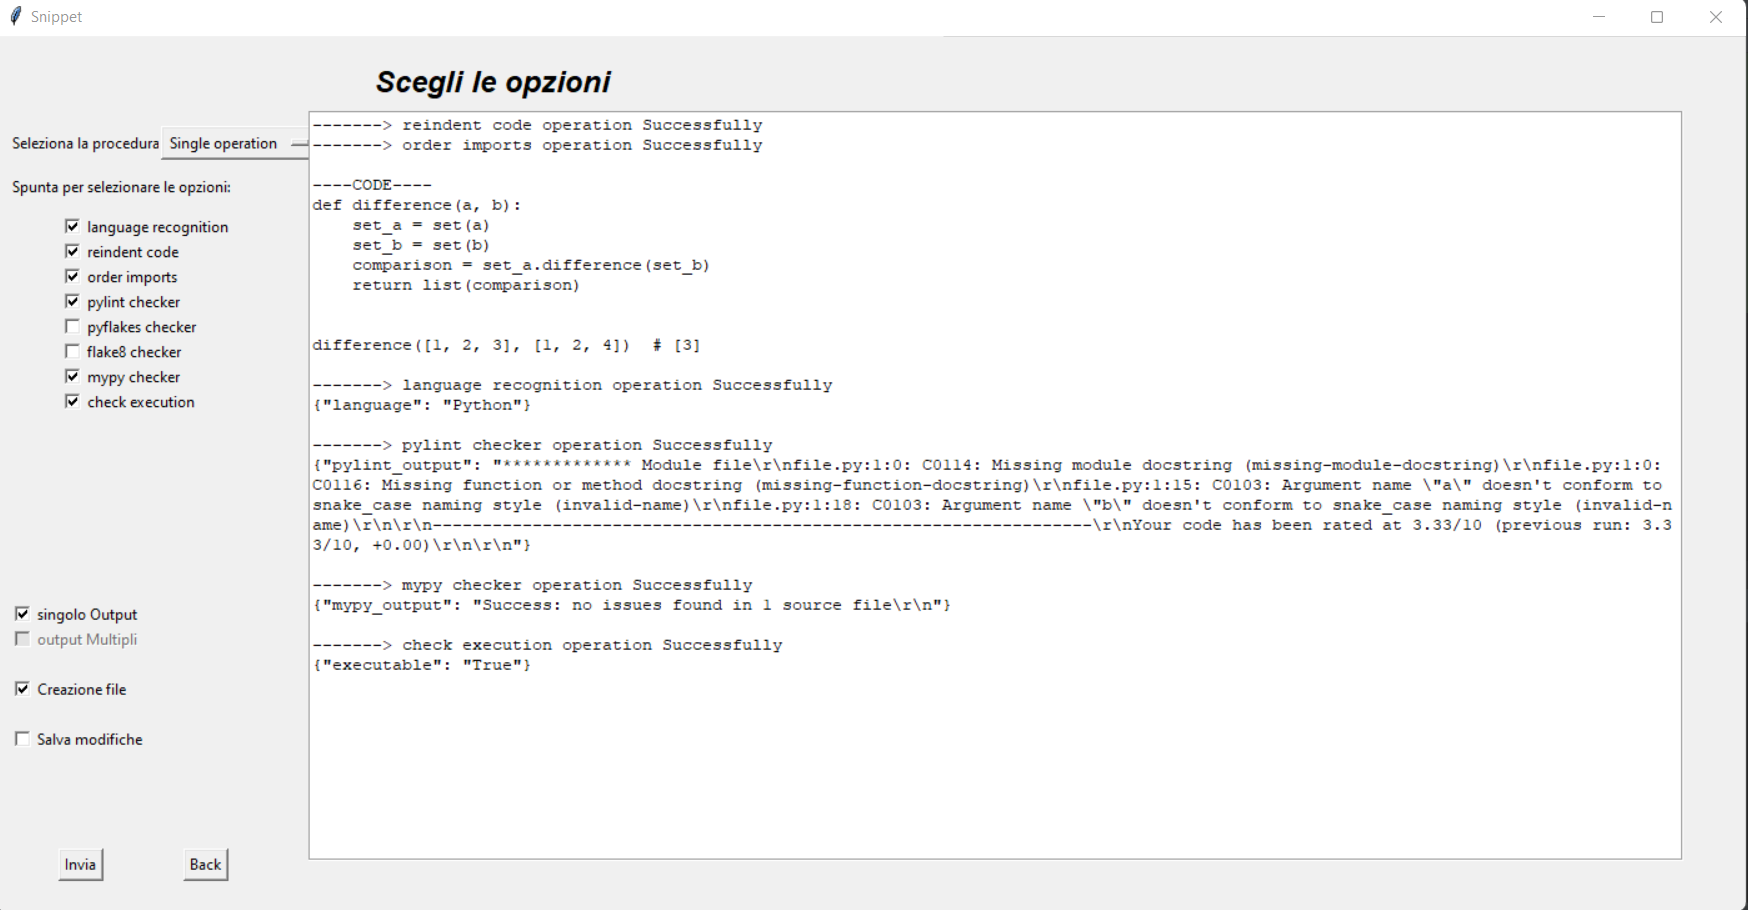 Snippet
Scegli le opzioni
Seleziona la procedura
Single operation
Spunta per selezionare le opzioni:
language recognition
reindent code
order imports
pylint checker
pyflakes checker
flake8 checker
mypy checker
check execution
singolo Output
output Multipli
Creazione file
Salva modifiche
Invia
Back
-------> reindent code operation Successfully
-------> order imports operation Successfully
----CODE----
def difference(a, b):
    set_a = set(a)
    set_b = set(b)
    comparison = set_a.difference(set_b)
    return list(comparison)
difference([1, 2, 3], [1, 2, 4])  # [3]
-------> language recognition operation Successfully
{"language": "Python"}
-------> pylint checker operation Successfully
{"pylint_output": "************* Module file\r\nfile.py:1:0: C0114: Missing module docstring (missing-module-docstring)\r\nfile.py:1:0:
C0116: Missing function or method docstring (missing-function-docstring)\r\nfile.py:1:15: C0103: Argument name \"a\" doesn't conform to
snake_case naming style (invalid-name)\r\nfile.py:1:18: C0103: Argument name \"b\" doesn't conform to snake_case naming style (invalid-n
ame)\r\n\r\n------------------------------------------------------------------\r\nYour code has been rated at 3.33/10 (previous run: 3.3
3/10, +0.00)\r\n\r\n"}
-------> mypy checker operation Successfully
{"mypy_output": "Success: no issues found in 1 source file\r\n"}
-------> check execution operation Successfully
{"executable": "True"}